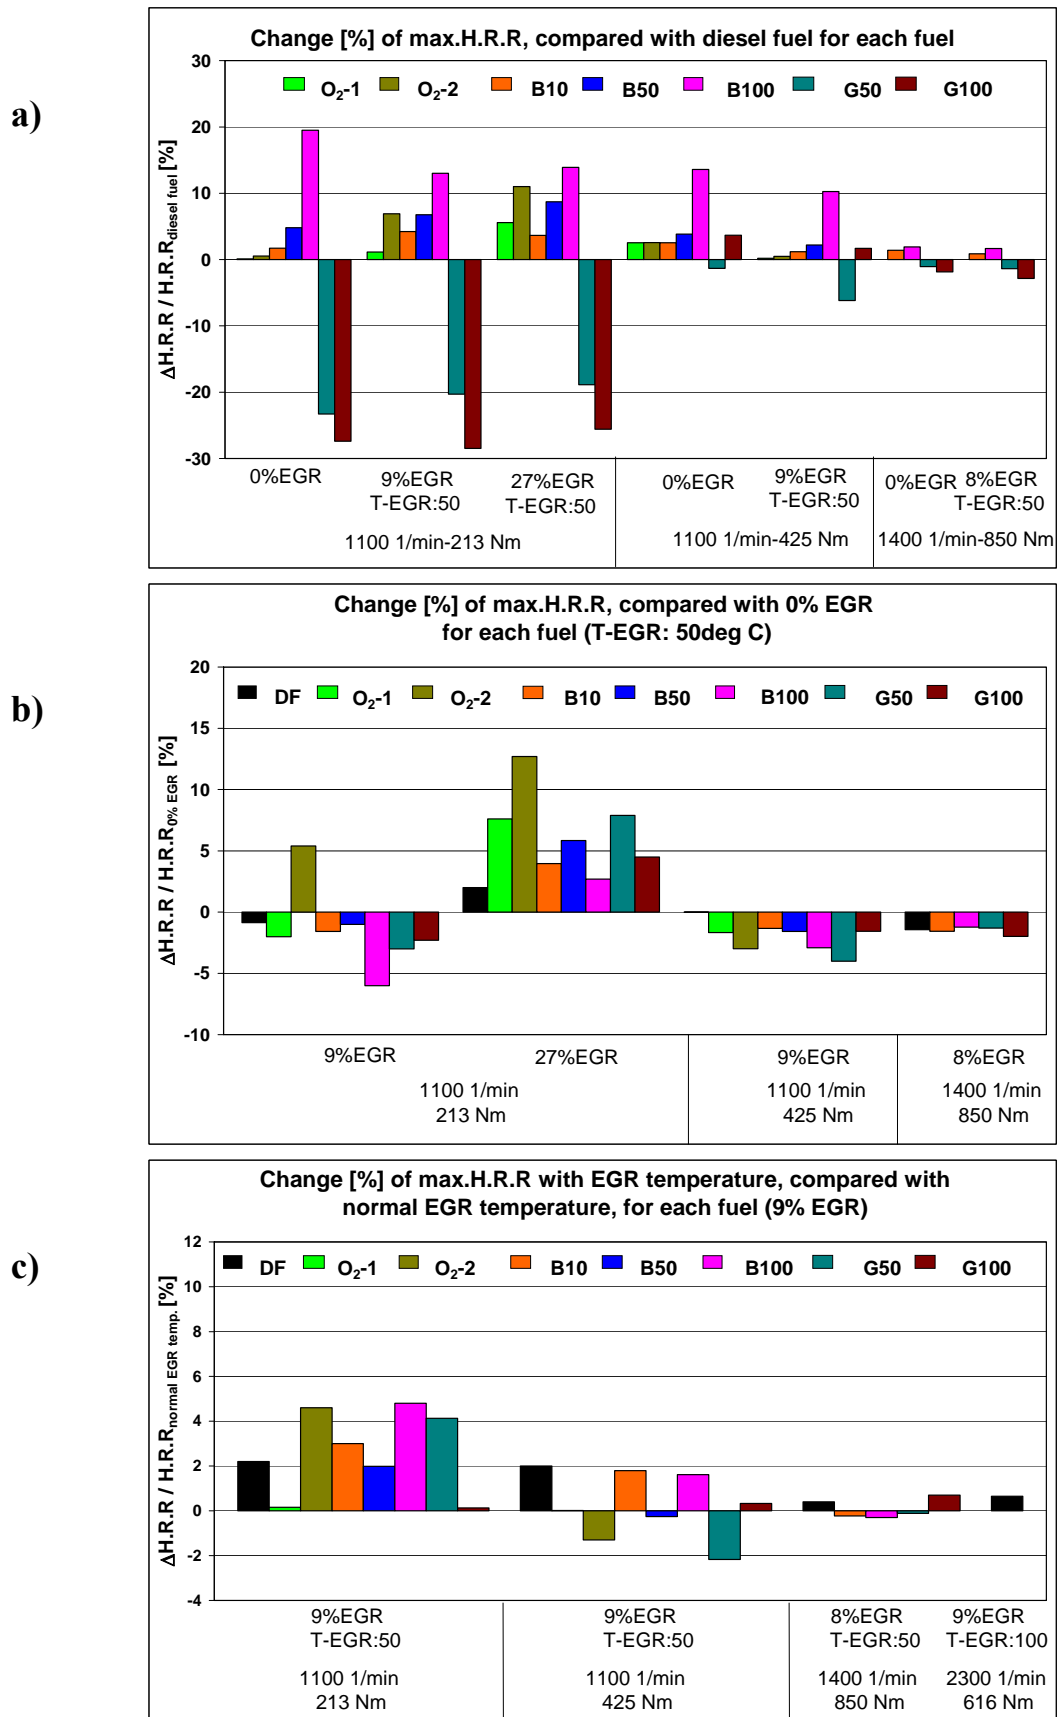 a)
Change [%] of max.H.R.R, compared with diesel fuel for each fuel
ΔH.R.R / H.R.R diesel fuel [%]
30
20
10
0
-10
-20
-30
O₂-1 O₂-2 B10 B50 B100 G50 G100
0%EGR 9%EGR 27%EGR 0%EGR 9%EGR 0%EGR 8%EGR
T-EGR:50 T-EGR:50 T-EGR:50 T-EGR:50
1100 1/min-213 Nm 1100 1/min-425 Nm 1400 1/min-850 Nm
b)
Change [%] of max.H.R.R, compared with 0% EGR
for each fuel (T-EGR: 50deg C)
ΔH.R.R / H.R.R 0% EGR [%]
20
15
10
5
0
-5
-10
DF O₂-1 O₂-2 B10 B50 B100 G50 G100
9%EGR 27%EGR 9%EGR 8%EGR
1100 1/min 1100 1/min 1400 1/min
213 Nm 425 Nm 850 Nm
c)
Change [%] of max.H.R.R with EGR temperature, compared with
normal EGR temperature, for each fuel (9% EGR)
ΔH.R.R / H.R.R normal EGR temp. [%]
12
10
8
6
4
2
0
-2
-4
DF O₂-1 O₂-2 B10 B50 B100 G50 G100
9%EGR 9%EGR 8%EGR 9%EGR
T-EGR:50 T-EGR:50 T-EGR:50 T-EGR:100
1100 1/min 1100 1/min 1400 1/min 2300 1/min
213 Nm 425 Nm 850 Nm 616 Nm